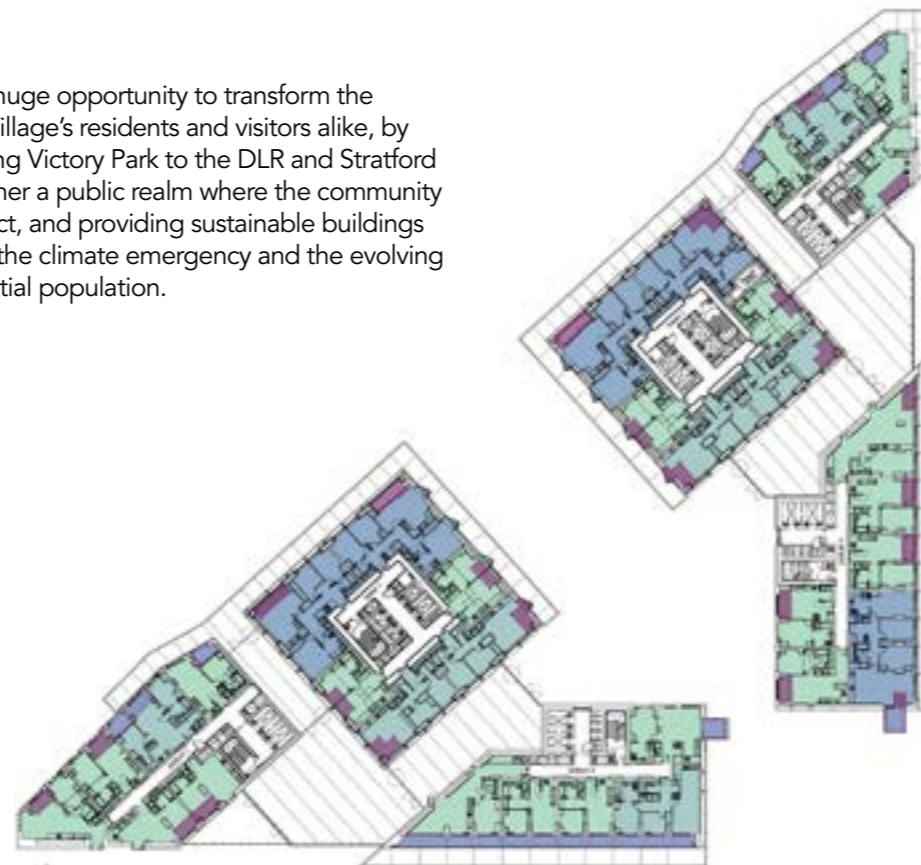 huge opportunity to transform the
illage's residents and visitors alike, by
ng Victory Park to the DLR and Stratford
her a public realm where the community
ct, and providing sustainable buildings
the climate emergency and the evolving
tial population.